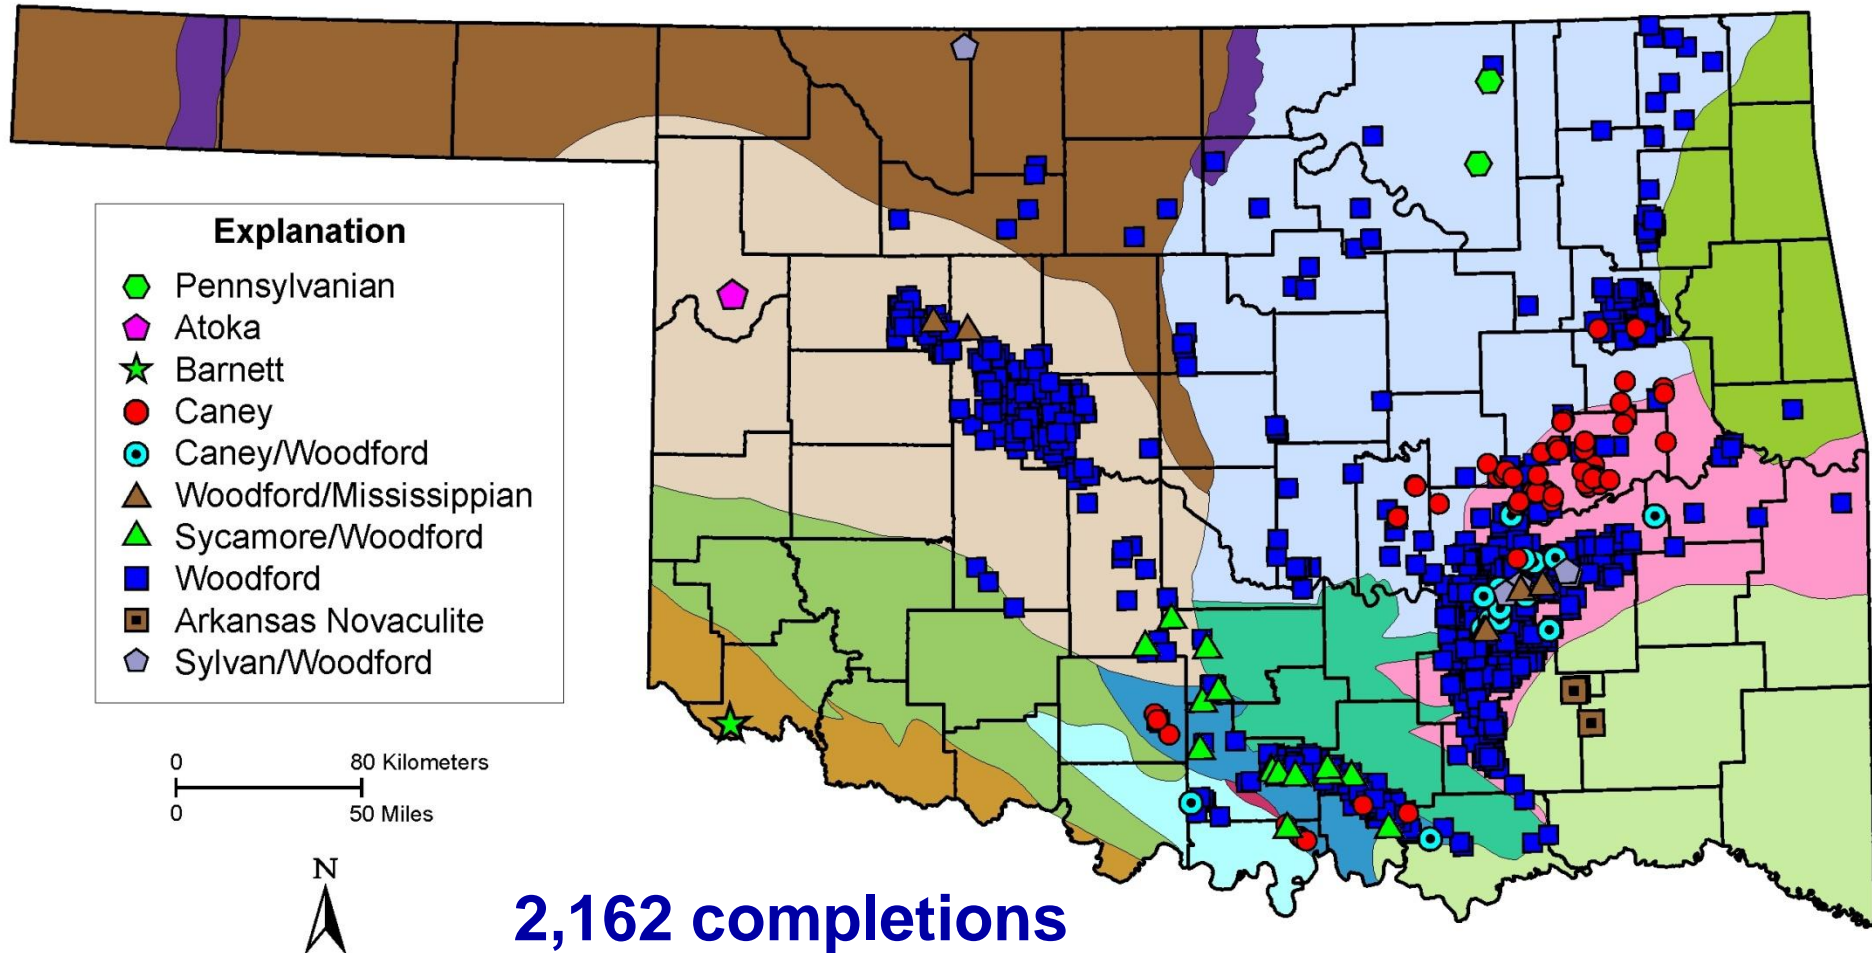 Explanation
Pennsylvanian
Atoka
Barnett
Caney
Caney/Woodford
Woodford/Mississippian
Sycamore/Woodford
Woodford
Arkansas Novaculite
Sylvan/Woodford
0 80 Kilometers
0 50 Miles
N
2,162 completions